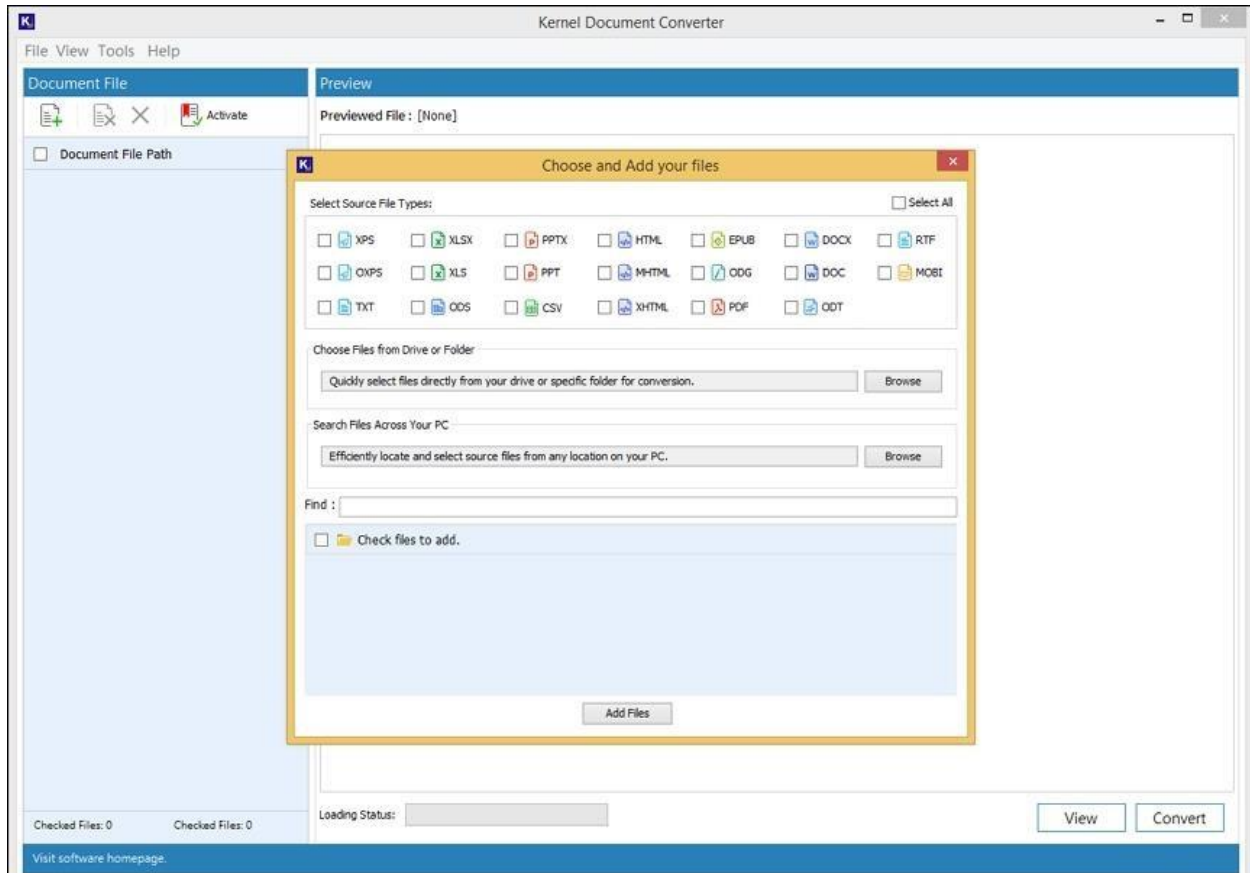 K
Kernel Document Converter
File View Tools Help
Document File
Preview
Activate
Previewed File : [None]
Document File Path
K
Choose and Add your files
Select Source File Types:
Select All
XPS XLSX PPTX HTML EPUB DOCX RTF
OXPS XLS PPT MHTML ODG DOC MOBI
TXT ODS CSV XHTML PDF ODT
Choose Files from Drive or Folder
Quickly select files directly from your drive or specific folder for conversion.
Browse
Search Files Across Your PC
Efficiently locate and select source files from any location on your PC.
Browse
Find :
Check files to add.
Add Files
Checked Files: 0 Checked Files: 0
Loading Status:
View Convert
Visit software homepage.